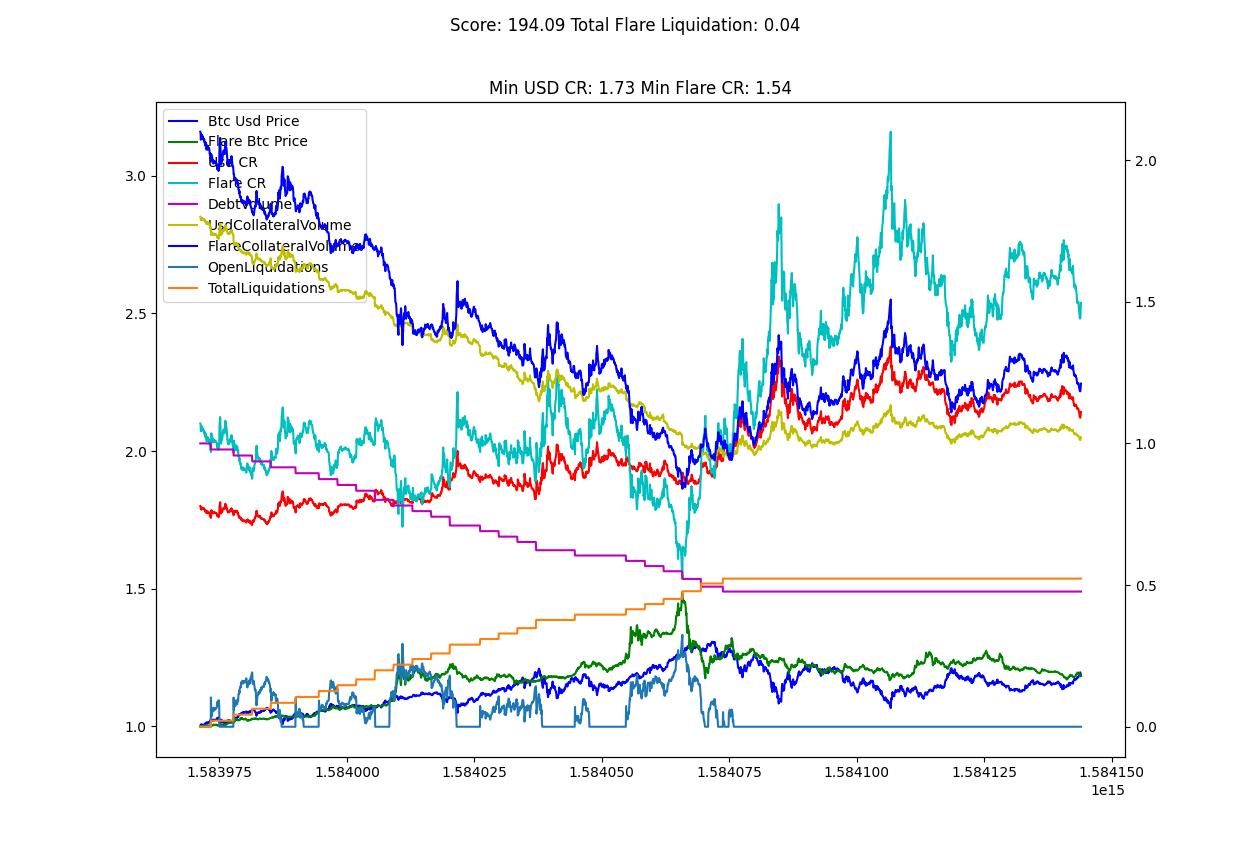 Score: 194.09 Total Flare Liquidation: 0.04
Min USD CR: 1.73 Min Flare CR: 1.54
Btc Usd Price
Flare Btc Price
Usd CR
Flare CR
DebtVolume
UsdCollateralVolume
FlareCollateralVolume
OpenLiquidations
TotalLiquidations
3.0
2.5
2.0
1.5
1.0
2.0
1.5
1.0
0.5
0.0
1.583975 1.584000 1.584025 1.584050 1.584075 1.584100 1.584125 1.584150
1e15